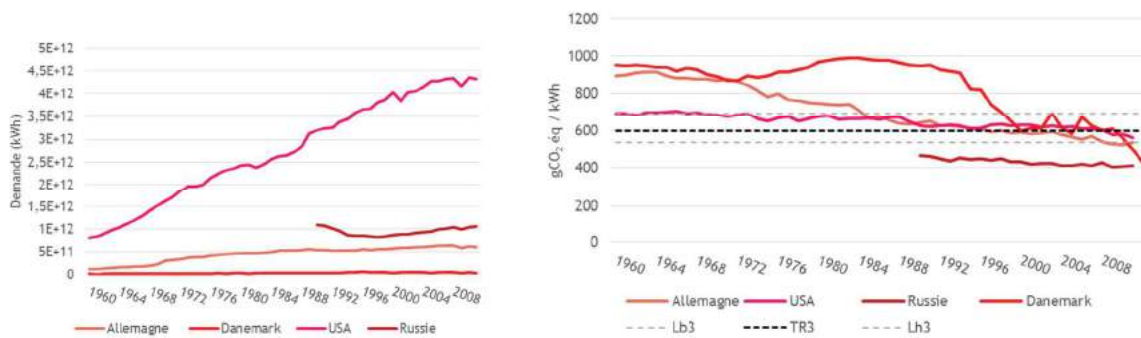 5E+12
4,5E+12
4E+12
3,5E+12
3E+12
2,5E+12
2E+12
1,5E+12
1E+12
5E+11
0
Demande (kWh)
1960 1964 1968 1972 1976 1980 1984 1988 1992 1996 2000 2004 2008
Allemagne Danemark USA Russie
1200
1000
800
600
400
200
0
gCO2 éq / kWh
1960 1964 1968 1972 1976 1980 1984 1988 1992 1996 2000 2004 2008
Allemagne USA Russie Danemark
Lb3 TR3 Lh3